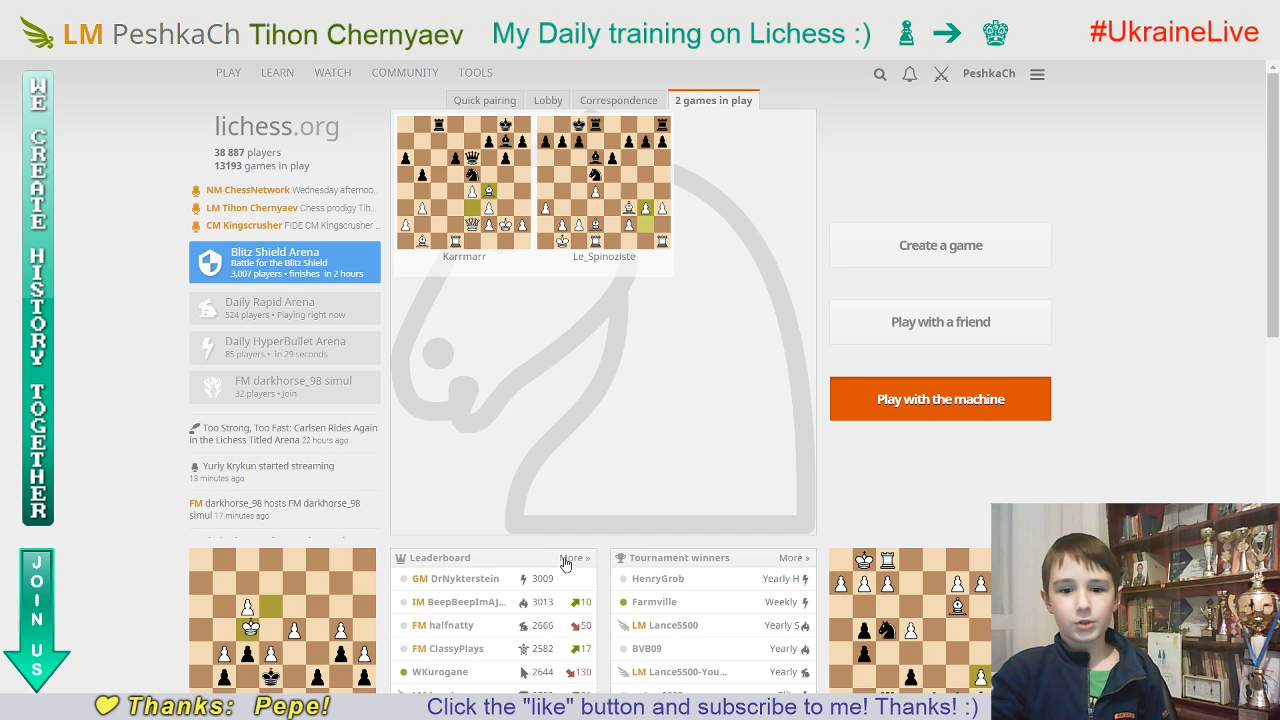 LM PeshkaCh Tihon Chernyaev
My Daily training on Lichess :)
#UkraineLive
PLAY LEARN WATCH COMMUNITY TOOLS
PeshkaCh
WE CREATE HISTORY TOGETHER
JOIN US
lichess.org
38 887 players
13193 games in play
NM ChessNetwork Wednesday afternoo...
LM Tihon Chernyaev Chess prodigy Tih...
CM Kingscrusher FIDE CM Kingscrusher ...
Blitz Shield Arena
Battle for the Blitz Shield
3,007 players • finishes in 2 hours
Daily Rapid Arena
524 players • Playing right now
Daily HyperBullet Arena
85 players • in 29 seconds
FM darkhorse_98 simul
32 players • Join
Too Strong, Too Fast: Carlsen Rides Again
in the Lichess Titled Arena 22 hours ago
Yuriy Krykun started streaming
13 minutes ago
FM darkhorse_98 hosts FM darkhorse_98
simul 17 minutes ago
Quick pairing Lobby Correspondence 2 games in play
Karrmarr
Le_Spinoziste
Create a game
Play with a friend
Play with the machine
Leaderboard More »
GM DrNykterstein 3009
IM BeepBeepImAJ... 3013 10
FM halfnatty 2666 50
FM ClassyPlays 2582 17
WKurogane 2644 130
Tournament winners More »
HenryGrob Yearly H
Farmville Weekly
LM Lance5500 Yearly S
BVB09 Yearly
LM Lance5500-You... Yearly
Thanks: Pepe!
Click the "like" button and subscribe to me! Thanks! :)